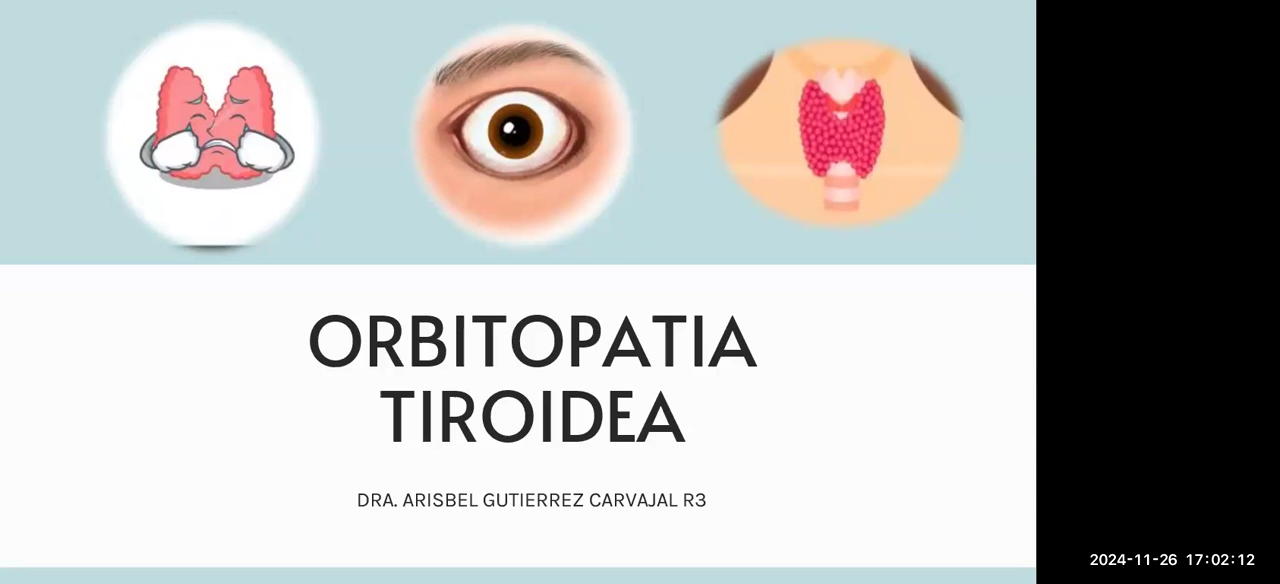 ORBITOPATIA
TIROIDEA
DRA. ARISBEL GUTIERREZ CARVAJAL R3
2024-11-26 17:02:12